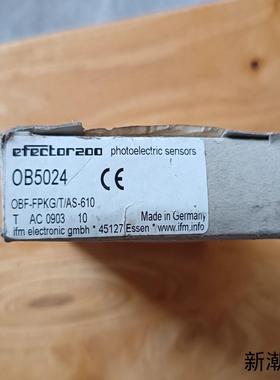 efector200 photoelectric sensors
OB5024 CE
OBF-FPKG/T/AS-610
T AC 0903 10 Made in Germany
ifm electronic gmbh * 45127 Essen * www.ifm.info
新潮